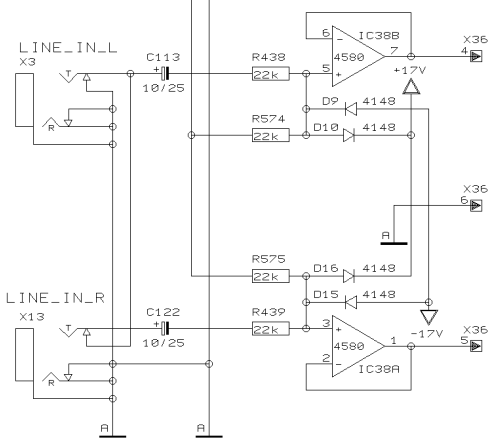 LINE_IN_L
X3
T
R
C113
+
10/25
R438
22k
6
−
5
+
IC38B
4580
7
X36
4
+17V
D9 4148
R574
22k
D10 4148
X36
6
A
R575
22k
D16 4148
D15 4148
LINE_IN_R
X13
T
R
C122
+
10/25
R439
22k
3
+
4580
2
−
1
IC38A
-17V
X36
5
A
A